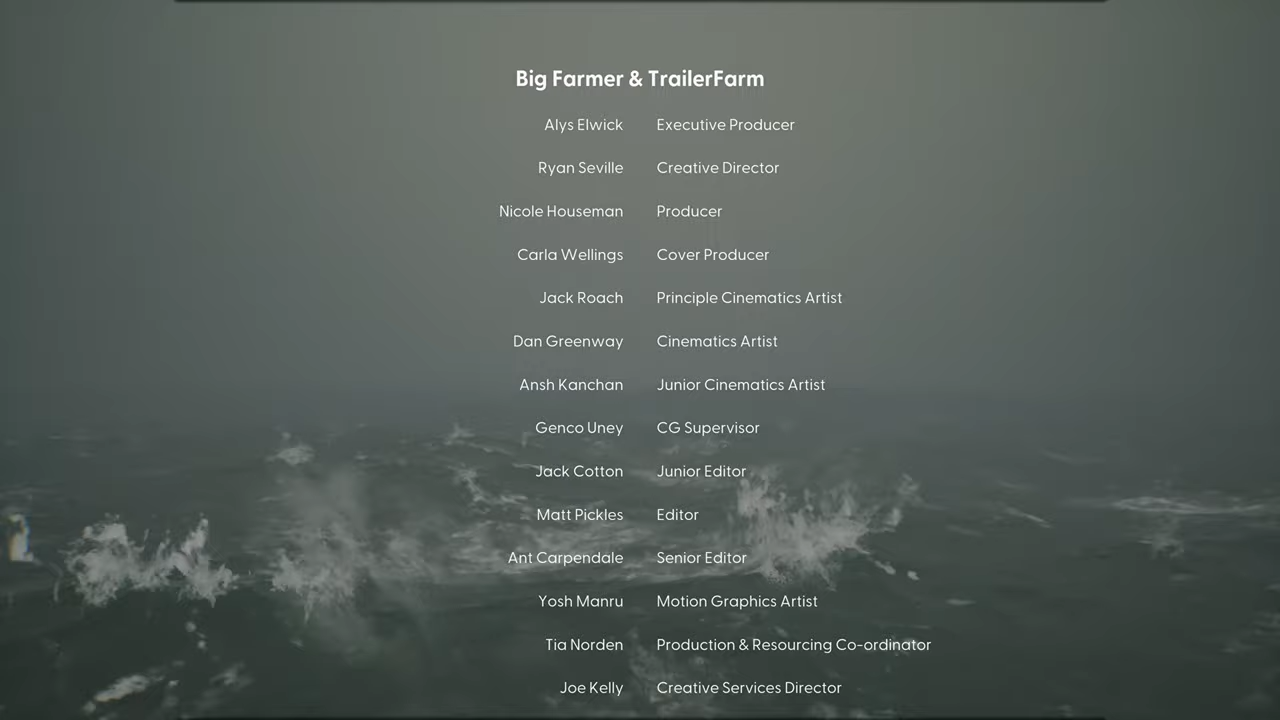 Big Farmer & TrailerFarm
Alys Elwick Executive Producer
Ryan Seville Creative Director
Nicole Houseman Producer
Carla Wellings Cover Producer
Jack Roach Principle Cinematics Artist
Dan Greenway Cinematics Artist
Ansh Kanchan Junior Cinematics Artist
Genco Uney CG Supervisor
Jack Cotton Junior Editor
Matt Pickles Editor
Ant Carpendale Senior Editor
Yosh Manru Motion Graphics Artist
Tia Norden Production & Resourcing Co-ordinator
Joe Kelly Creative Services Director